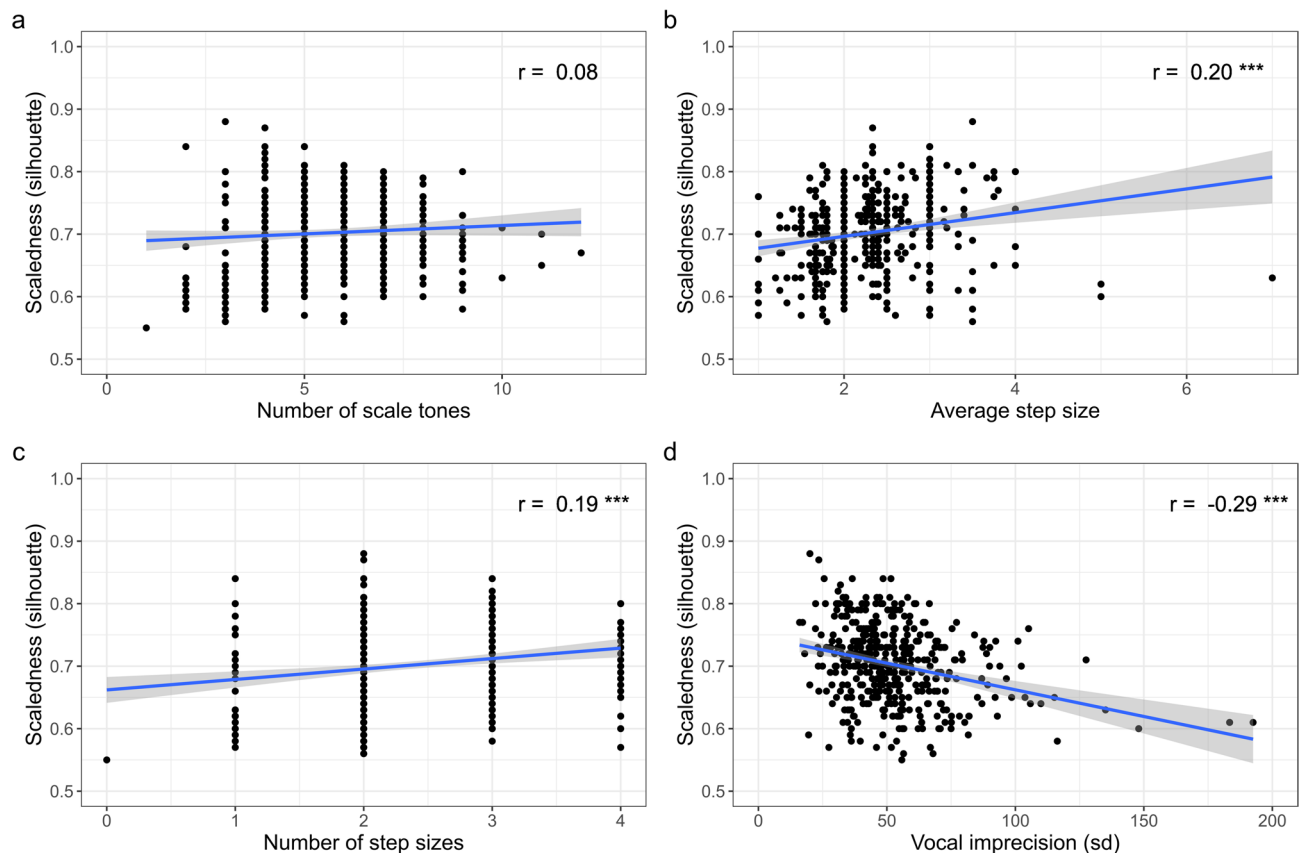 a
r = 0.08
1.0
0.9
0.8
0.7
0.6
0.5
Scaledness (silhouette)
0 5 10
Number of scale tones
b
r = 0.20 ***
1.0
0.9
0.8
0.7
0.6
0.5
Scaledness (silhouette)
2 4 6
Average step size
c
r = 0.19 ***
1.0
0.9
0.8
0.7
0.6
0.5
Scaledness (silhouette)
0 1 2 3 4
Number of step sizes
d
r = -0.29 ***
1.0
0.9
0.8
0.7
0.6
0.5
Scaledness (silhouette)
0 50 100 150 200
Vocal imprecision (sd)